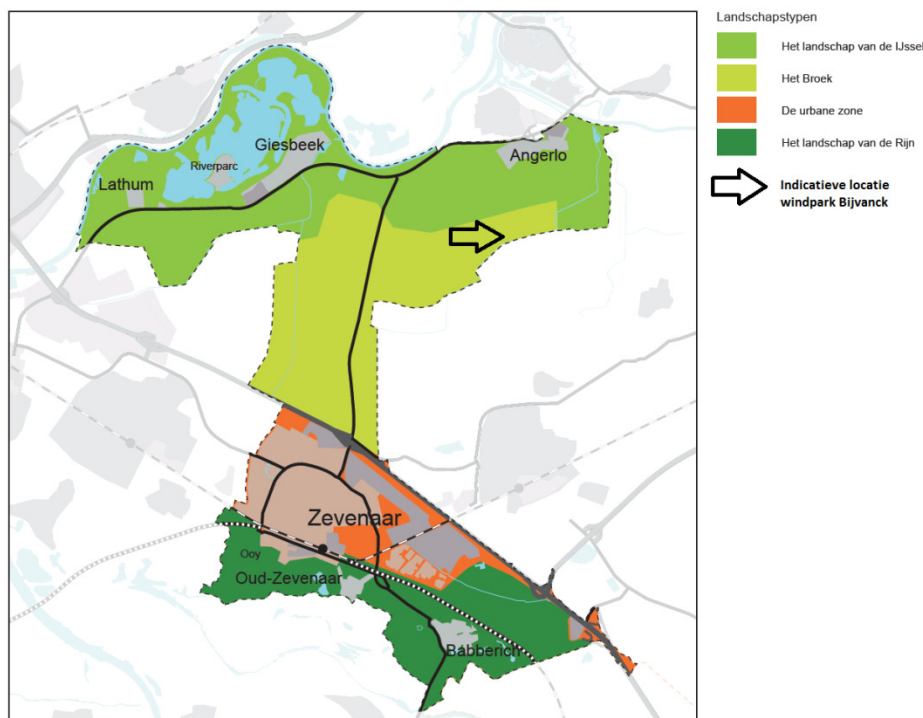 Landschapstypen
Het landschap van de IJssel
Het Broek
De urbane zone
Het landschap van de Rijn
Indicatieve locatie
windpark Bijvanck
Giesbeek
Angerlo
Riverparc
Lathum
Zevenaar
Ooy
Oud-Zevenaar
Babberich